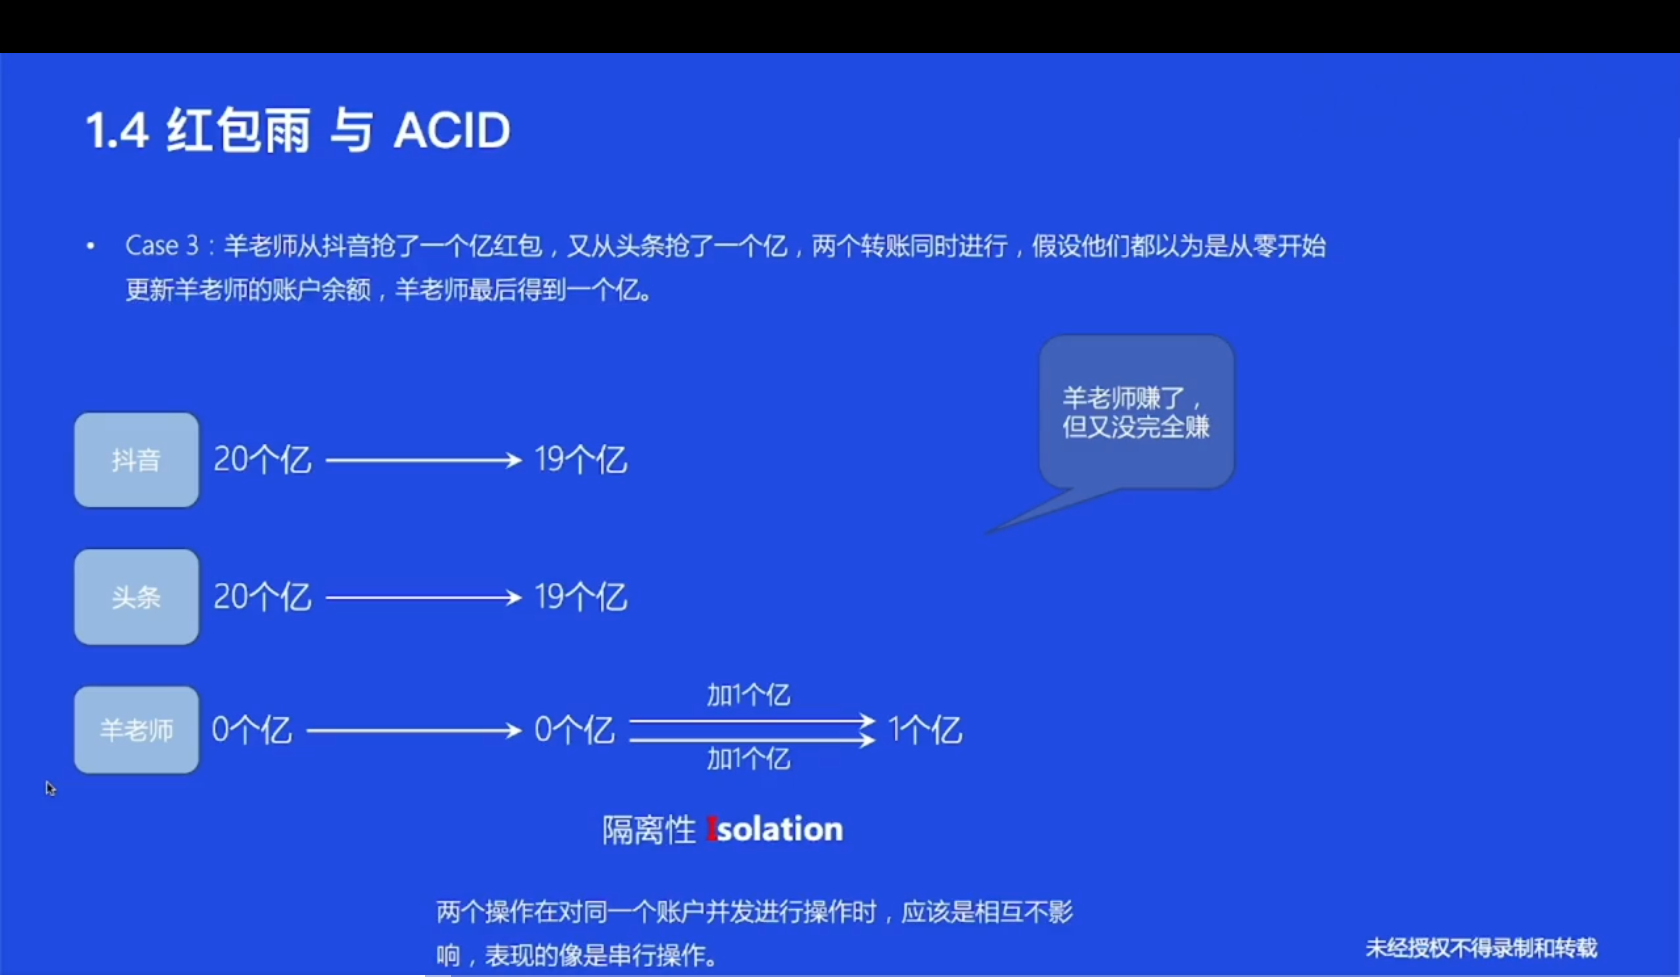 1.4 红包雨 与 ACID
• Case 3：羊老师从抖音抢了一个亿红包，又从头条抢了一个亿，两个转账同时进行，假设他们都以为是从零开始
更新羊老师的账户余额，羊老师最后得到一个亿。
羊老师赚了，
但又没完全赚
抖音 20个亿 19个亿
头条 20个亿 19个亿
加1个亿
羊老师 0个亿 0个亿 1个亿
加1个亿
隔离性 Isolation
两个操作在对同一个账户并发进行操作时，应该是相互不影
响，表现的像是串行操作。
未经授权不得录制和转载